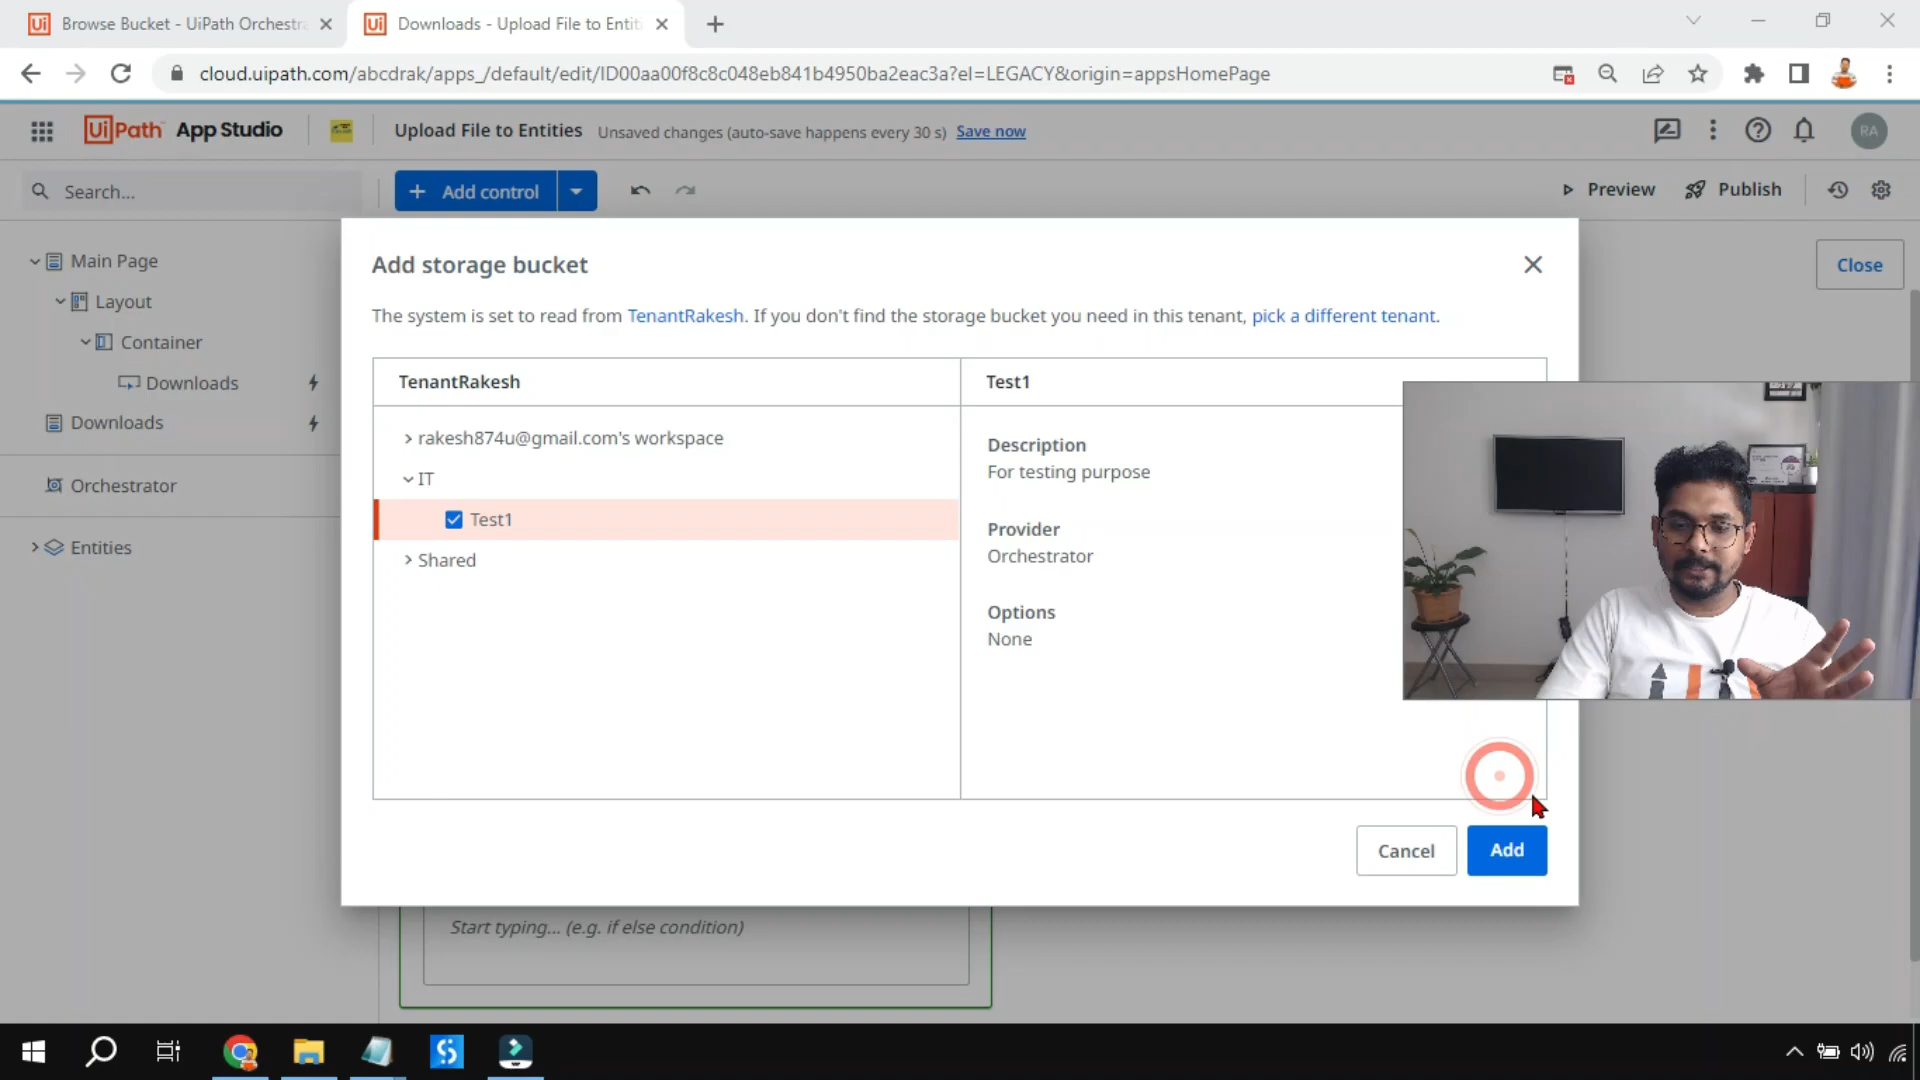 Browse Bucket - UiPath Orchestra
Downloads - Upload File to Entit
cloud.uipath.com/abcdrak/apps_/default/edit/ID00aa00f8c8c048eb841b4950ba2eac3a?el=LEGACY&origin=appsHomePage
UiPath App Studio
Upload File to Entities
Unsaved changes (auto-save happens every 30 s)
Save now
RA
Search...
Add control
Preview
Publish
Main Page
Layout
Container
Downloads
Downloads
Orchestrator
Entities
Close
Add storage bucket
The system is set to read from TenantRakesh. If you don't find the storage bucket you need in this tenant, pick a different tenant.
TenantRakesh
Test1
rakesh874u@gmail.com's workspace
IT
Test1
Shared
Description
For testing purpose
Provider
Orchestrator
Options
None
Cancel
Add
Start typing... (e.g. if else condition)